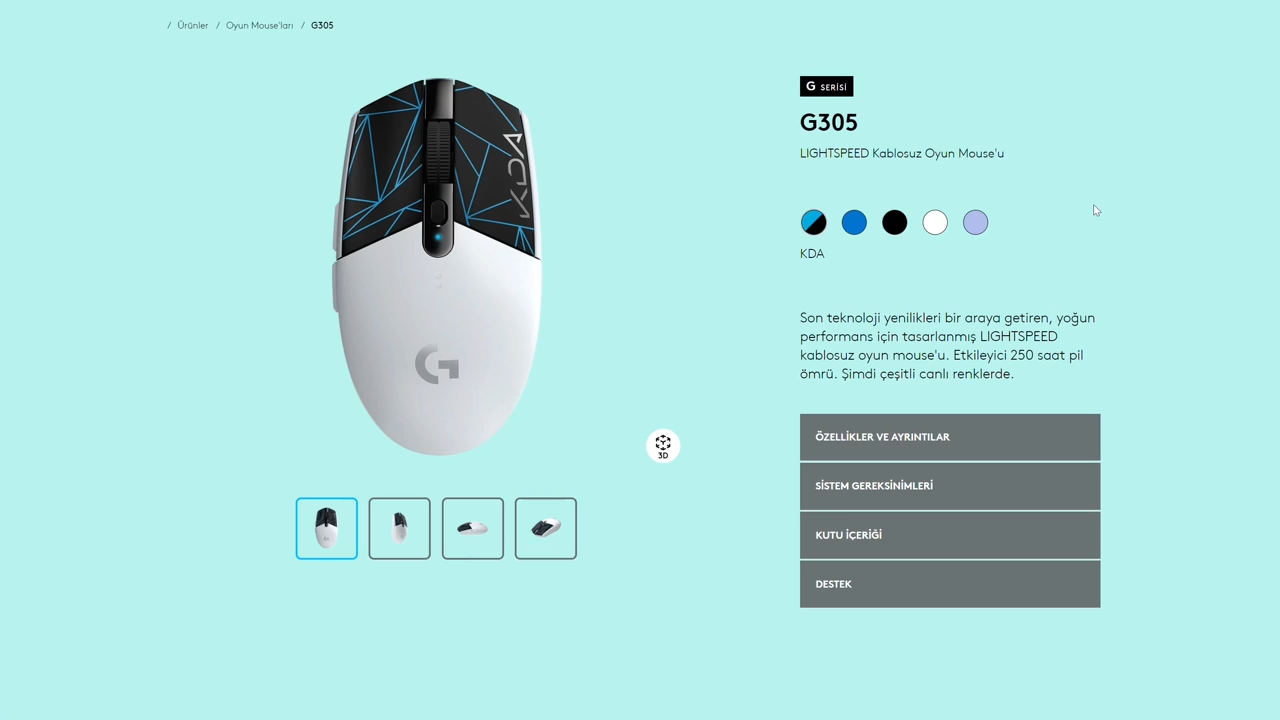 / Ürünler / Oyun Mouse'ları / G305
KDA
G
3D
G SERİSİ
G305
LIGHTSPEED Kablosuz Oyun Mouse'u
KDA
Son teknoloji yenilikleri bir araya getiren, yoğun
performans için tasarlanmış LIGHTSPEED
kablosuz oyun mouse'u. Etkileyici 250 saat pil
ömrü. Şimdi çeşitli canlı renklerde.
ÖZELLİKLER VE AYRINTILAR
SİSTEM GEREKSİNİMLERİ
KUTU İÇERİĞİ
DESTEK